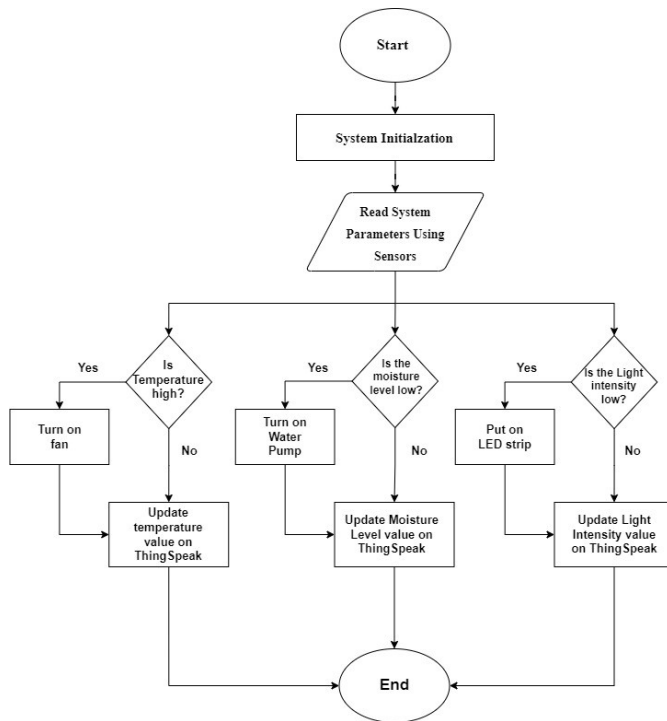 Start
System Initialzation
Read System
Parameters Using
Sensors
Is
Temperature
high?
Yes
Turn on
fan
No
Update
temperature
value on
ThingSpeak
Is the
moisture
level low?
Yes
Turn on
Water
Pump
No
Update Moisture
Level value on
ThingSpeak
Is the Light
intensity
low?
Yes
Put on
LED strip
No
Update Light
Intensity value
on ThingSpeak
End